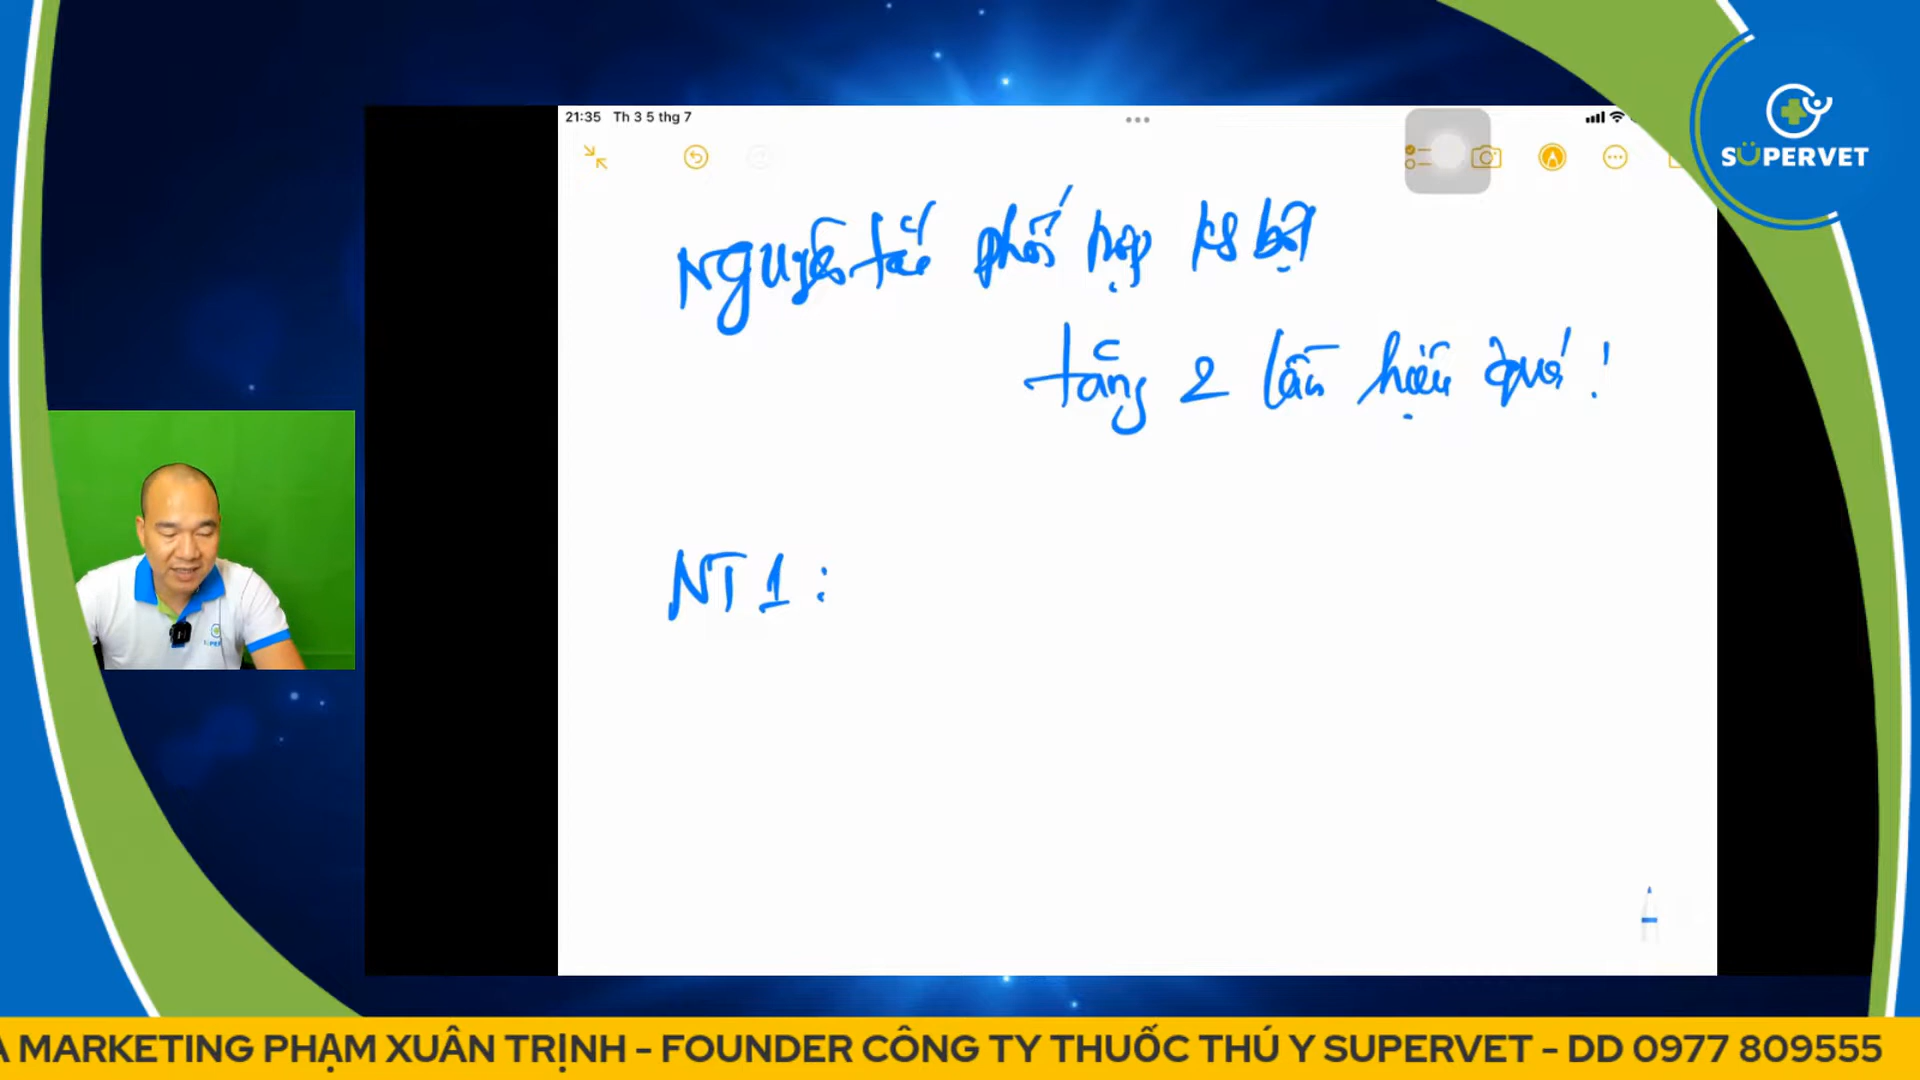 21:35 Th 3 5 thg 7
SÜPERVET
Nguyên tắc phối hợp KS bột
tăng 2 lần hiệu quả !
NT 1 :
A MARKETING PHẠM XUÂN TRỊNH - FOUNDER CÔNG TY THUỐC THÚ Y SUPERVET - DD 0977 809555